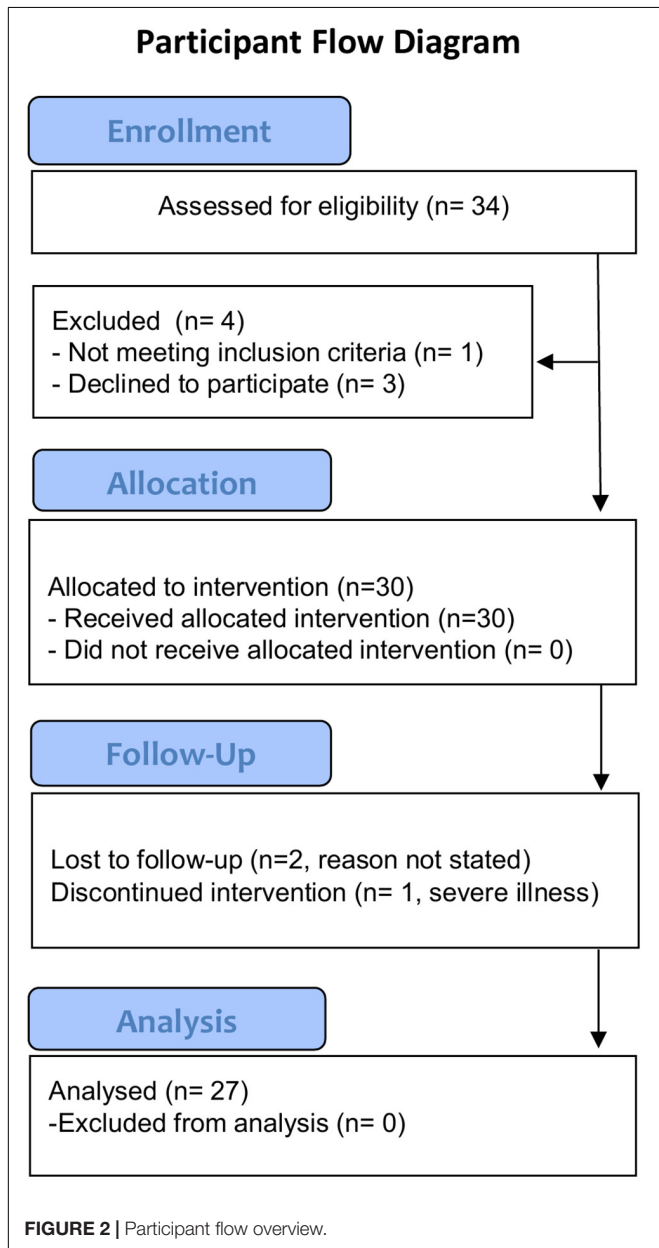 Participant Flow Diagram
Enrollment
Assessed for eligibility (n= 34)
Excluded  (n= 4)
- Not meeting inclusion criteria (n= 1)
- Declined to participate (n= 3)
Allocation
Allocated to intervention (n=30)
- Received allocated intervention (n=30)
- Did not receive allocated intervention (n= 0)
Follow-Up
Lost to follow-up (n=2, reason not stated)
Discontinued intervention (n= 1, severe illness)
Analysis
Analysed (n= 27)
-Excluded from analysis (n= 0)
FIGURE 2 | Participant flow overview.